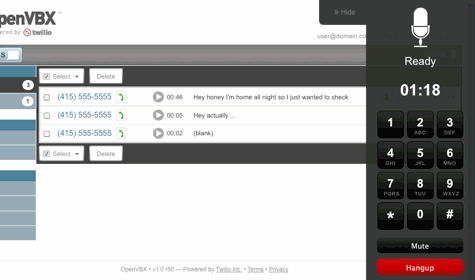 OpenVBX™
ered by twilio
» Hide
user@domain.com
S
3
1
Select Delete
(415) 555-5555 00:46 Hey honey I'm home all night so I just wanted to check
(415) 555-5555 00:05 Hey actually ...
(415) 555-5555 00:02 (blank)
Select Delete
OpenVBX • v1.0 r50 — Powered by Twilio Inc. • Terms • Privacy
Ready
01:18
1 2 3
ABC DEF
4 5 6
GHI JKL MNO
7 8 9
PQRS TUV WXYZ
* 0 #
Mute
Hangup